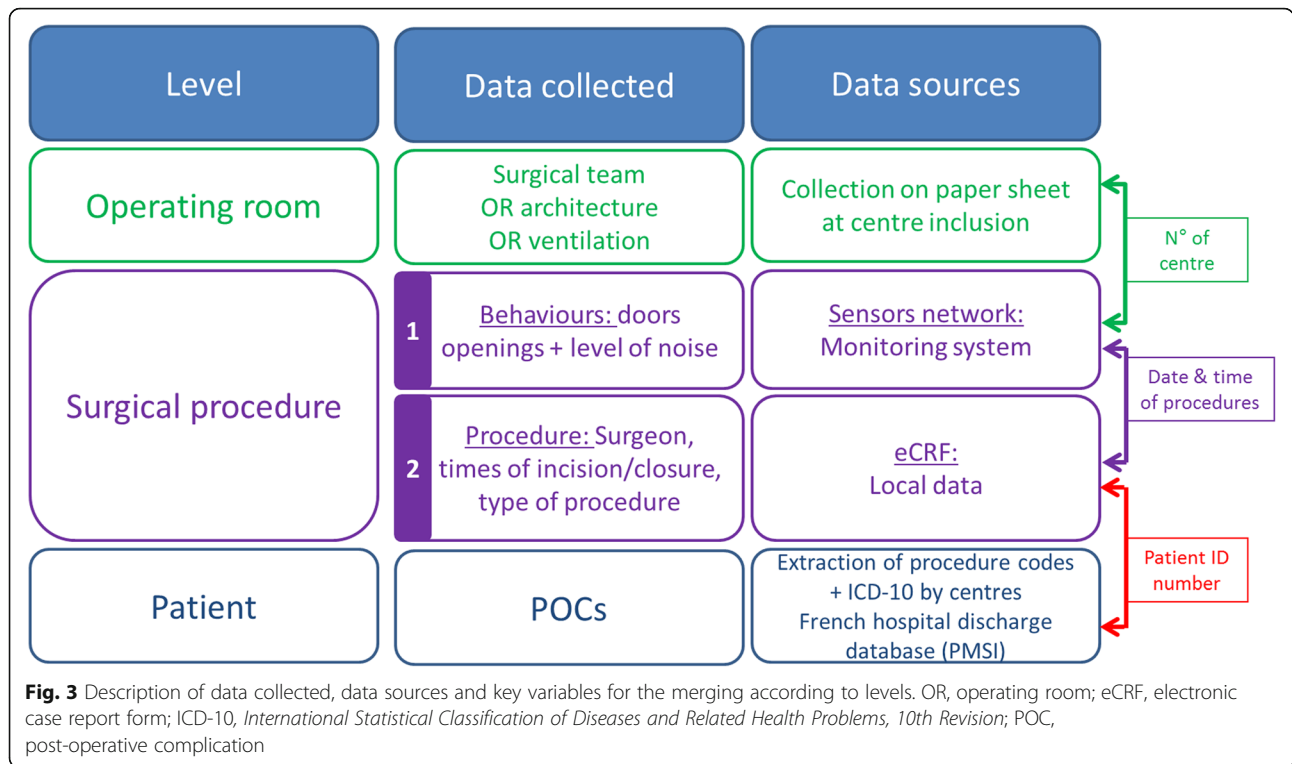 Level
Data collected
Data sources
Operating room
Surgical team
OR architecture
OR ventilation
Collection on paper sheet
at centre inclusion
N° of
centre
Surgical procedure
1
Behaviours: doors
openings + level of noise
Sensors network:
Monitoring system
Date & time
of procedures
2
Procedure: Surgeon,
times of incision/closure,
type of procedure
eCRF:
Local data
Patient ID
number
Patient
POCs
Extraction of procedure codes
+ ICD-10 by centres
French hospital discharge
database (PMSI)
Fig. 3 Description of data collected, data sources and key variables for the merging according to levels. OR, operating room; eCRF, electronic
case report form; ICD-10, International Statistical Classification of Diseases and Related Health Problems, 10th Revision; POC,
post-operative complication